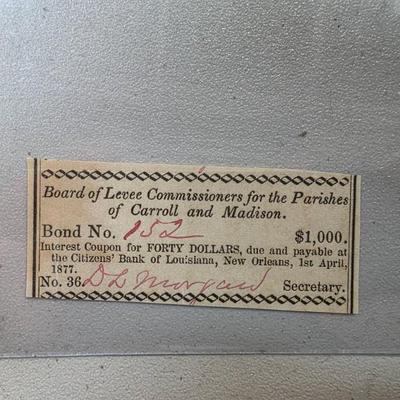 Board of Levee Commissioners for the Parishes
of Carroll and Madison.
Bond No. 152 $1,000.
Interest Coupon for FORTY DOLLARS, due and payable at
the Citizens' Bank of Louisiana, New Orleans, 1st April,
1877.
No. 36. D L Morgan Secretary.